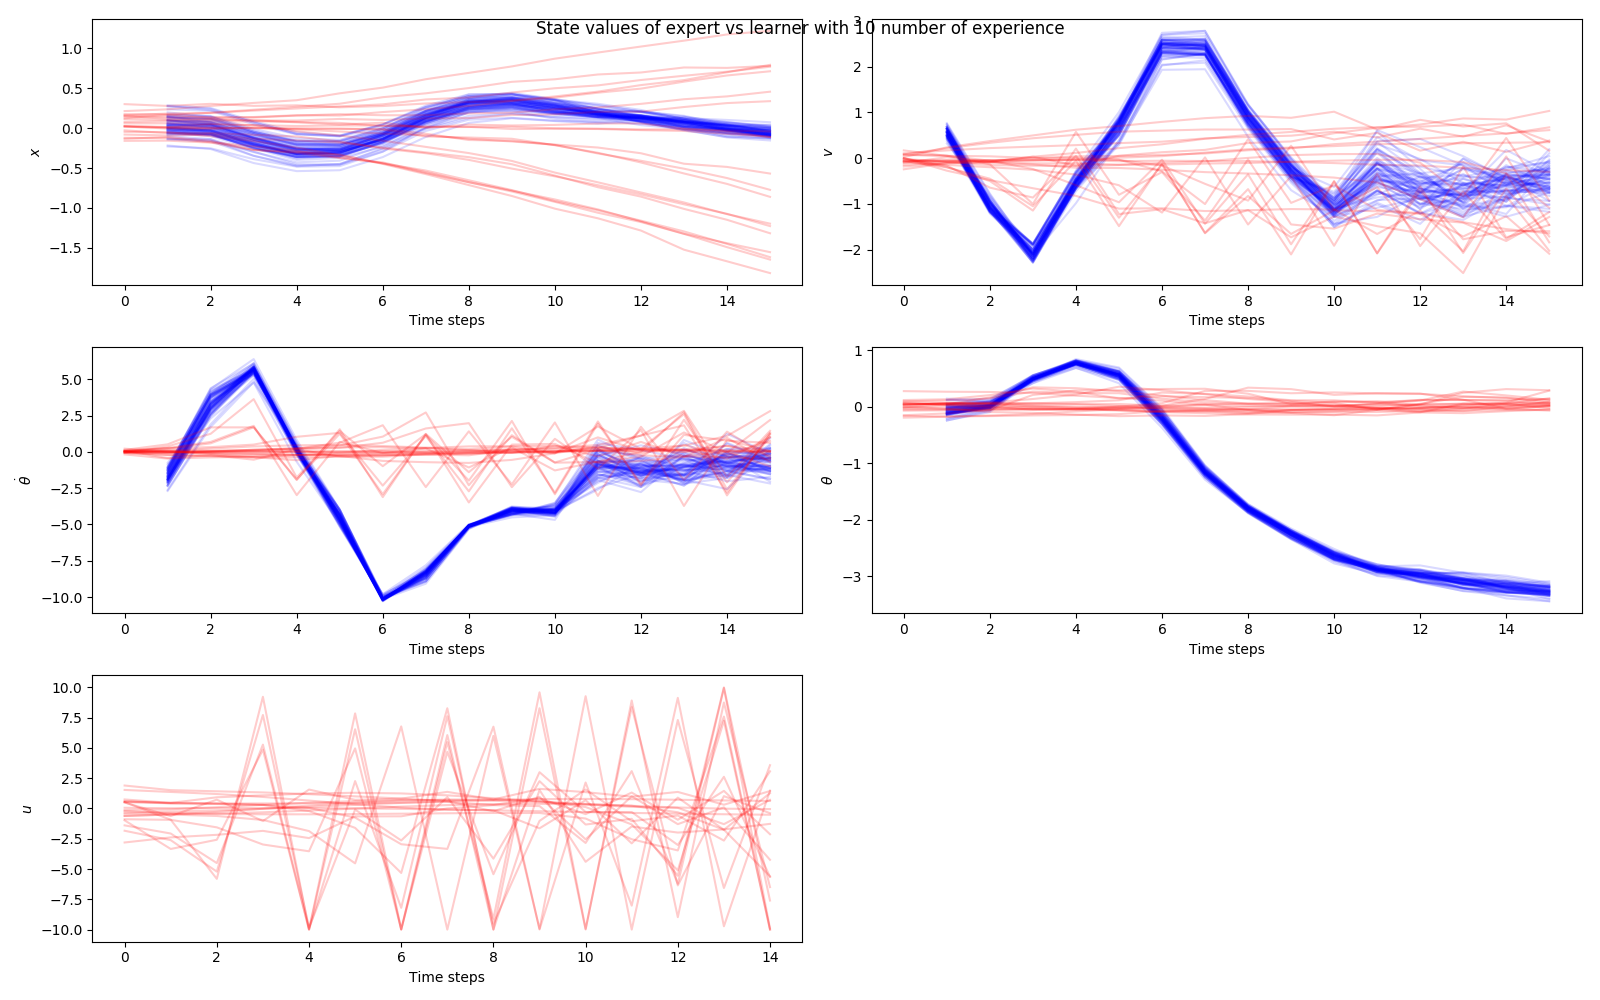 State values of expert vs learner with 10 number of experience
1.0
0.5
0.0
−0.5
−1.0
−1.5
x
0 2 4 6 8 10 12 14
Time steps
3
2
1
0
−1
−2
v
0 2 4 6 8 10 12 14
Time steps
5.0
2.5
0.0
−2.5
−5.0
−7.5
−10.0
θ̇
0 2 4 6 8 10 12 14
Time steps
1
0
−1
−2
−3
θ
0 2 4 6 8 10 12 14
Time steps
10.0
7.5
5.0
2.5
0.0
−2.5
−5.0
−7.5
−10.0
u
0 2 4 6 8 10 12 14
Time steps